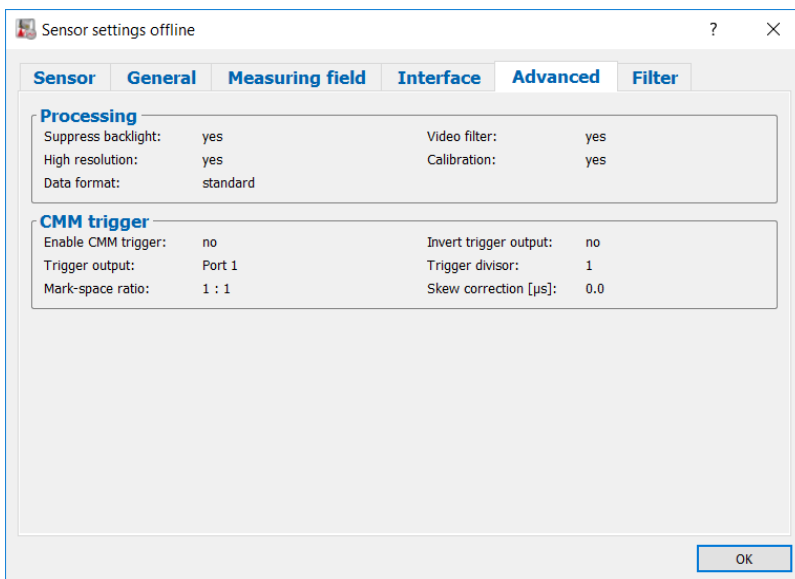 Sensor settings offline ? ×
Sensor General Measuring field Interface Advanced Filter
Processing
Suppress backlight: yes Video filter: yes
High resolution: yes Calibration: yes
Data format: standard
CMM trigger
Enable CMM trigger: no Invert trigger output: no
Trigger output: Port 1 Trigger divisor: 1
Mark-space ratio: 1 : 1 Skew correction [µs]: 0.0
OK